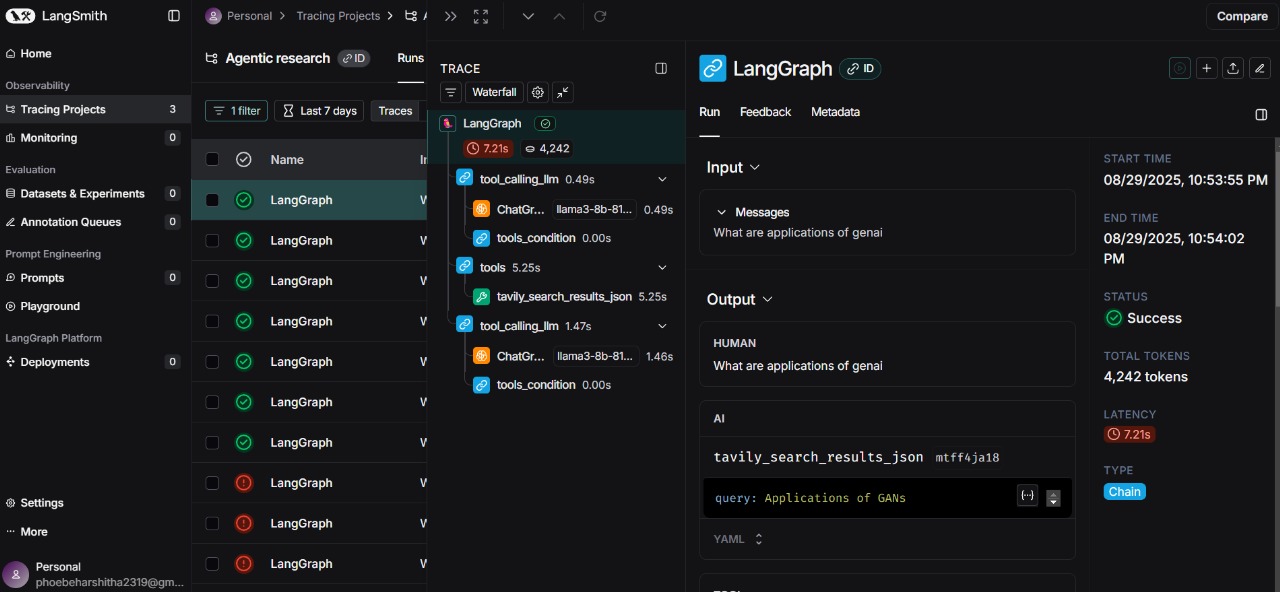 LangSmith
Home
Observability
Tracing Projects 3
Monitoring 0
Evaluation
Datasets & Experiments 0
Annotation Queues 0
Prompt Engineering
Prompts 0
Playground
LangGraph Platform
Deployments 0
Settings
More
Personal
phoebeharshitha2319@gm...
Personal > Tracing Projects >
Agentic research ID Runs
1 filter Last 7 days Traces
Name
LangGraph
LangGraph
LangGraph
LangGraph
LangGraph
LangGraph
LangGraph
LangGraph
LangGraph
LangGraph
TRACE
Waterfall
LangGraph
7.21s 4,242
tool_calling_llm 0.49s
ChatGr... llama3-8b-81... 0.49s
tools_condition 0.00s
tools 5.25s
tavily_search_results_json 5.25s
tool_calling_llm 1.47s
ChatGr... llama3-8b-81... 1.46s
tools_condition 0.00s
Compare
LangGraph ID
Run Feedback Metadata
Input
Messages
What are applications of genai
Output
HUMAN
What are applications of genai
AI
tavily_search_results_json mtff4ja18
query: Applications of GANs
YAML
START TIME
08/29/2025, 10:53:55 PM
END TIME
08/29/2025, 10:54:02
PM
STATUS
Success
TOTAL TOKENS
4,242 tokens
LATENCY
7.21s
TYPE
Chain